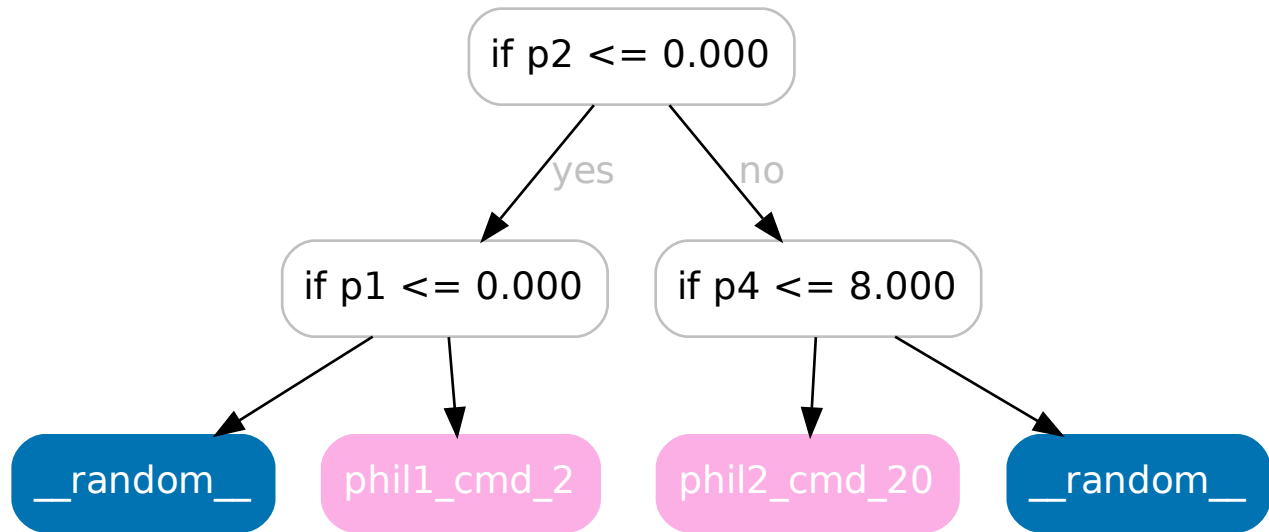 if p2 <= 0.000
yes
no
if p1 <= 0.000
if p4 <= 8.000
__random__
phil1_cmd_2
phil2_cmd_20
__random__